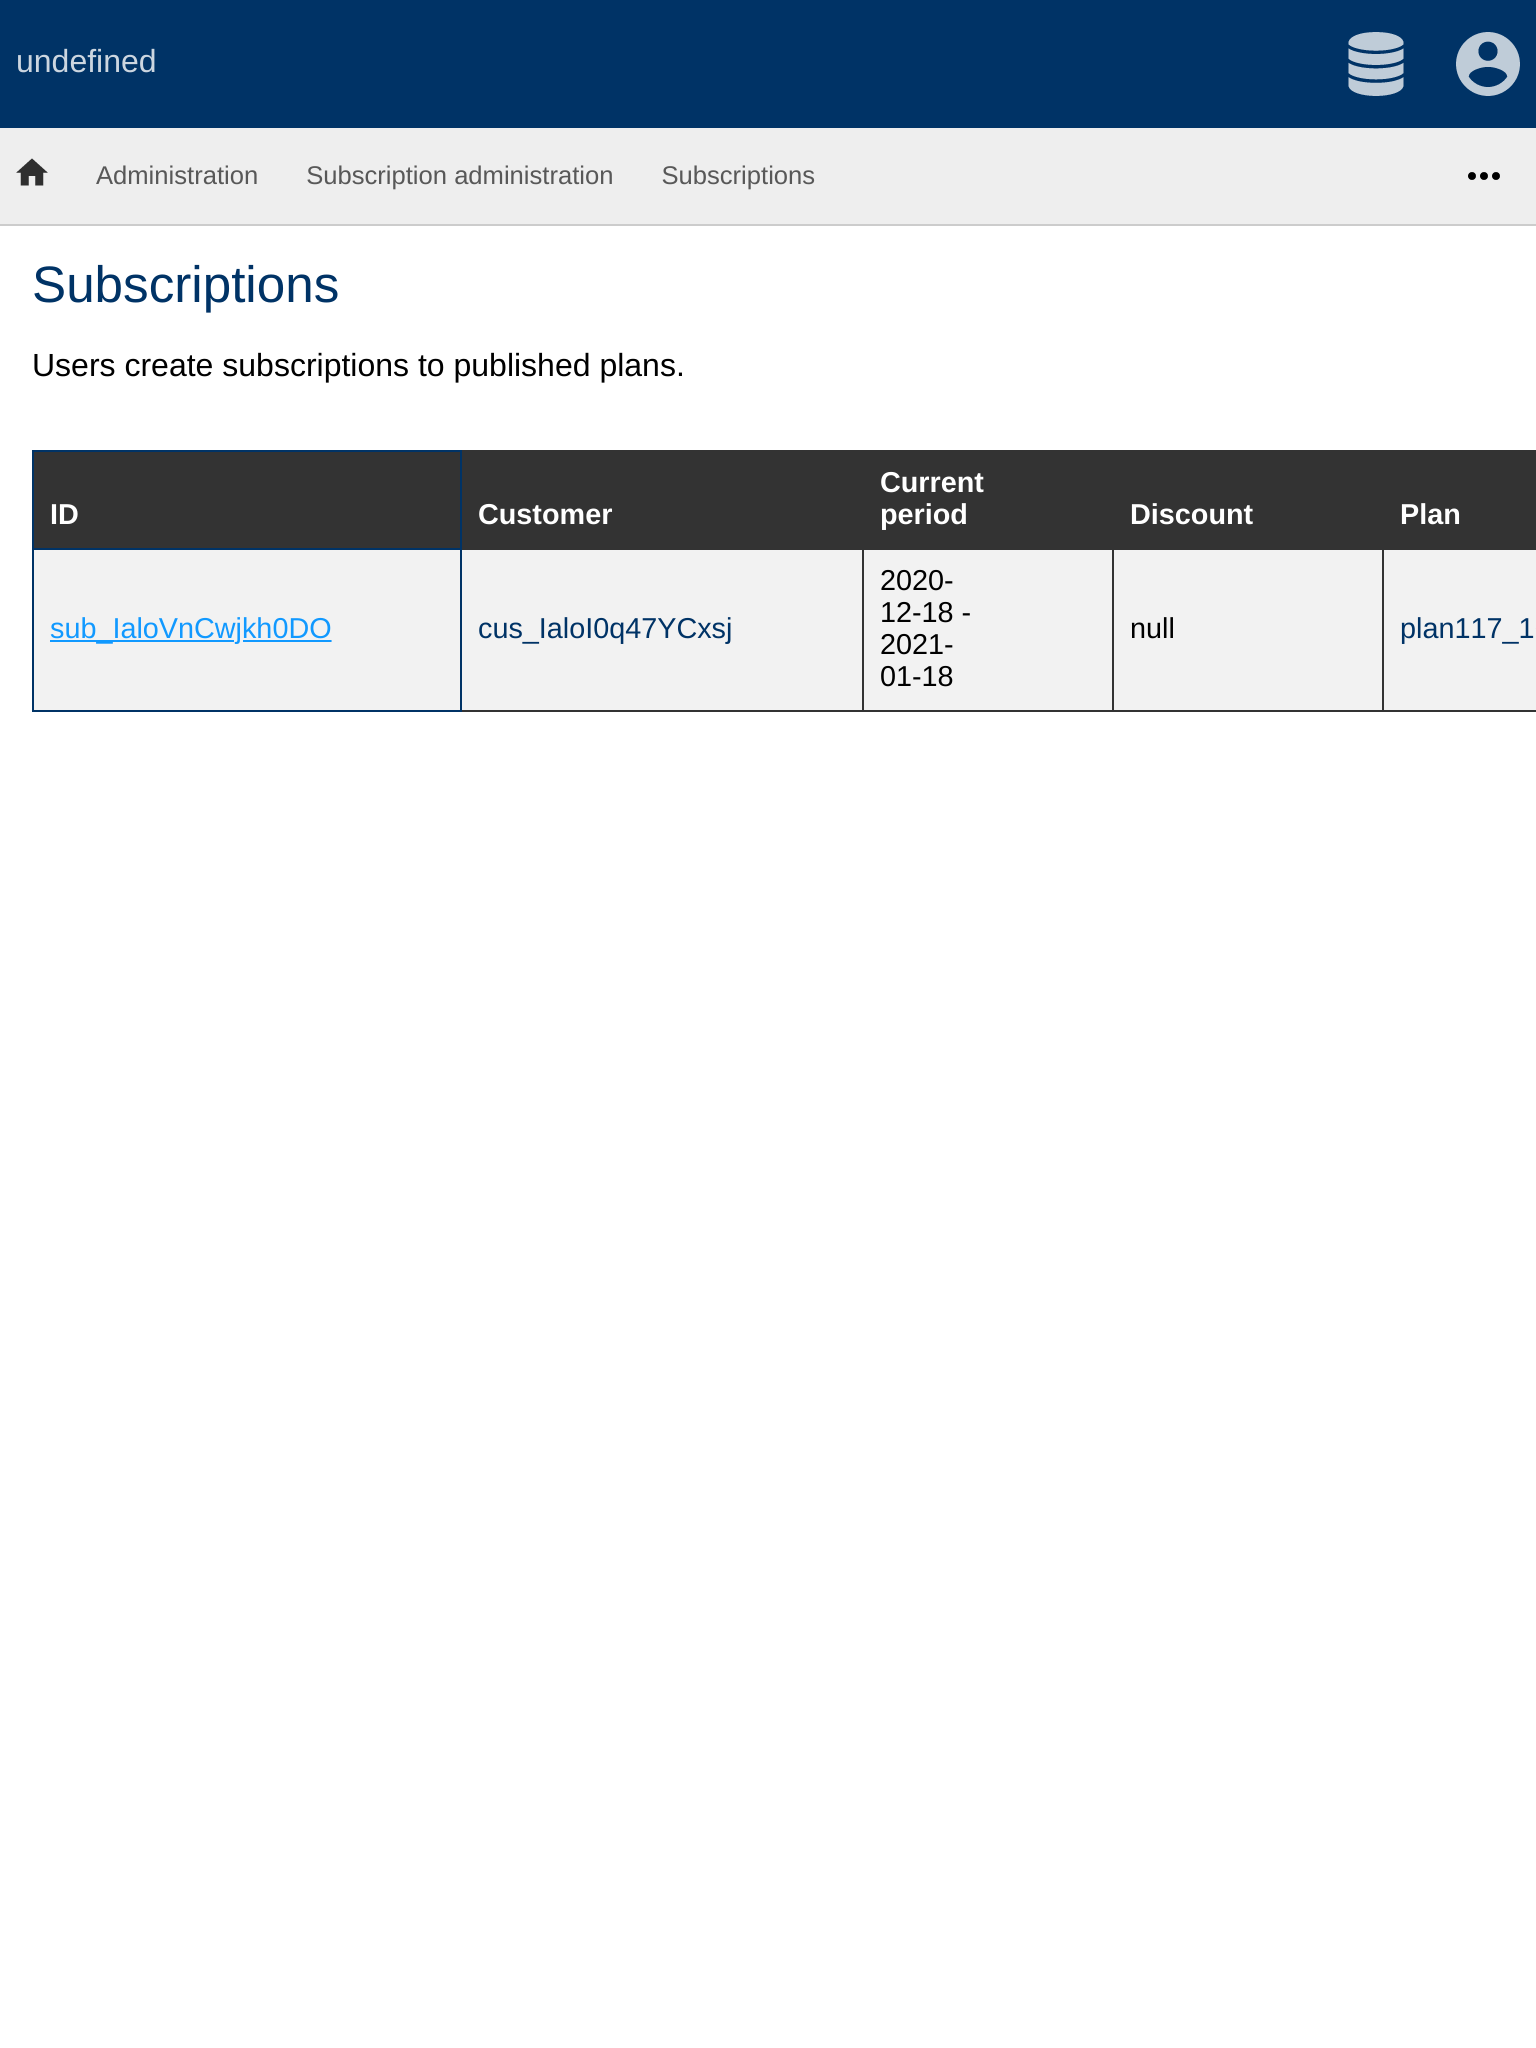 undefined
Administration Subscription administration Subscriptions
Subscriptions
Users create subscriptions to published plans.
ID Customer Current period Discount Plan
sub_IaloVnCwjkh0DO cus_IaloI0q47YCxsj 2020-12-18 - 2021-01-18 null plan117_1